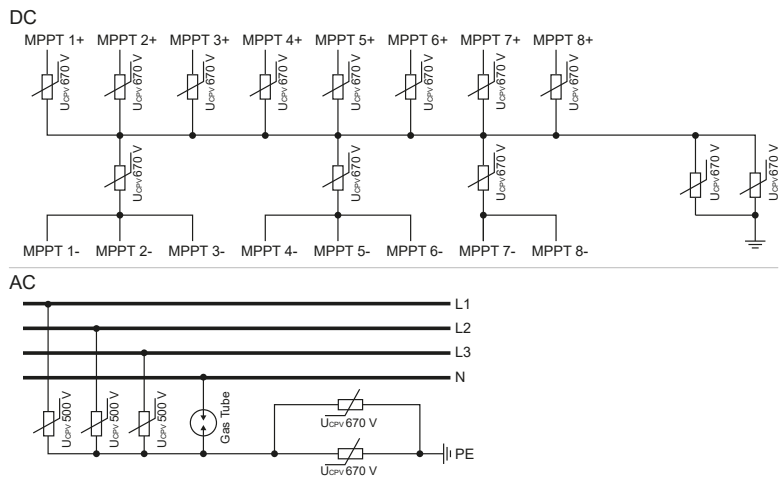 DC
MPPT 1+ MPPT 2+ MPPT 3+ MPPT 4+ MPPT 5+ MPPT 6+ MPPT 7+ MPPT 8+
UCPV 670 V UCPV 670 V UCPV 670 V UCPV 670 V UCPV 670 V UCPV 670 V UCPV 670 V UCPV 670 V
UCPV 670 V UCPV 670 V UCPV 670 V UCPV 670 V UCPV 670 V
MPPT 1- MPPT 2- MPPT 3- MPPT 4- MPPT 5- MPPT 6- MPPT 7- MPPT 8-
AC
L1
L2
L3
N
UCPV 500 V UCPV 500 V UCPV 500 V Gas Tube
UCPV 670 V
PE
UCPV 670 V